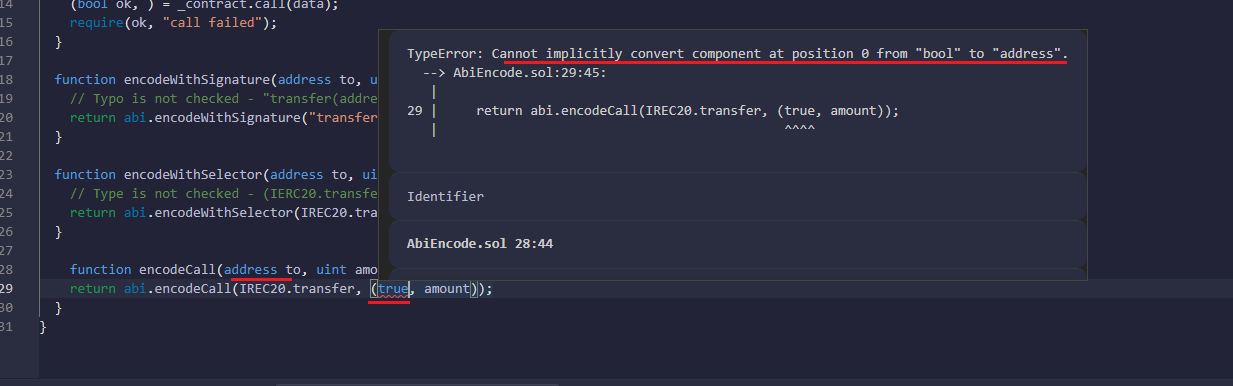 14 (bool ok, ) = _contract.call(data);
15 require(ok, "call failed");
16 }
17
18 function encodeWithSignature(address to, u
19 // Typo is not checked - "transfer(addre
20 return abi.encodeWithSignature("transfer
21 }
22
23 function encodeWithSelector(address to, ui
24 // Type is not checked - (IERC20.transfe
25 return abi.encodeWithSelector(IREC20.tra
26 }
27
28 function encodeCall(address to, uint amo
29 return abi.encodeCall(IREC20.transfer, (true, amount));
30 }
31 }
TypeError: Cannot implicitly convert component at position 0 from "bool" to "address".
--> AbiEncode.sol:29:45:
|
29 | return abi.encodeCall(IREC20.transfer, (true, amount));
| ^^^^
Identifier
AbiEncode.sol 28:44